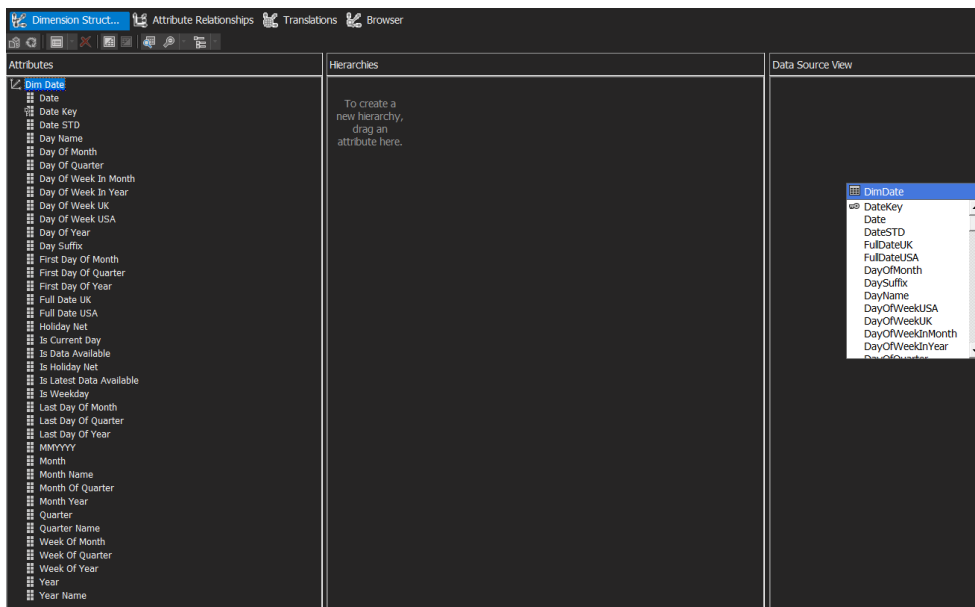 Dimension Struct... Attribute Relationships Translations Browser
Attributes
Dim Date
Date
Date Key
Date STD
Day Name
Day Of Month
Day Of Quarter
Day Of Week In Month
Day Of Week In Year
Day Of Week UK
Day Of Week USA
Day Of Year
Day Suffix
First Day Of Month
First Day Of Quarter
First Day Of Year
Full Date UK
Full Date USA
Holiday Net
Is Current Day
Is Data Available
Is Holiday Net
Is Latest Data Available
Is Weekday
Last Day Of Month
Last Day Of Quarter
Last Day Of Year
MMYYYY
Month
Month Name
Month Of Quarter
Month Year
Quarter
Quarter Name
Week Of Month
Week Of Quarter
Week Of Year
Year
Year Name
Hierarchies
To create a
new hierarchy,
drag an
attribute here.
Data Source View
DimDate
DateKey
Date
DateSTD
FullDateUK
FullDateUSA
DayOfMonth
DaySuffix
DayName
DayOfWeekUSA
DayOfWeekUK
DayOfWeekInMonth
DayOfWeekInYear
DayOfQuarter